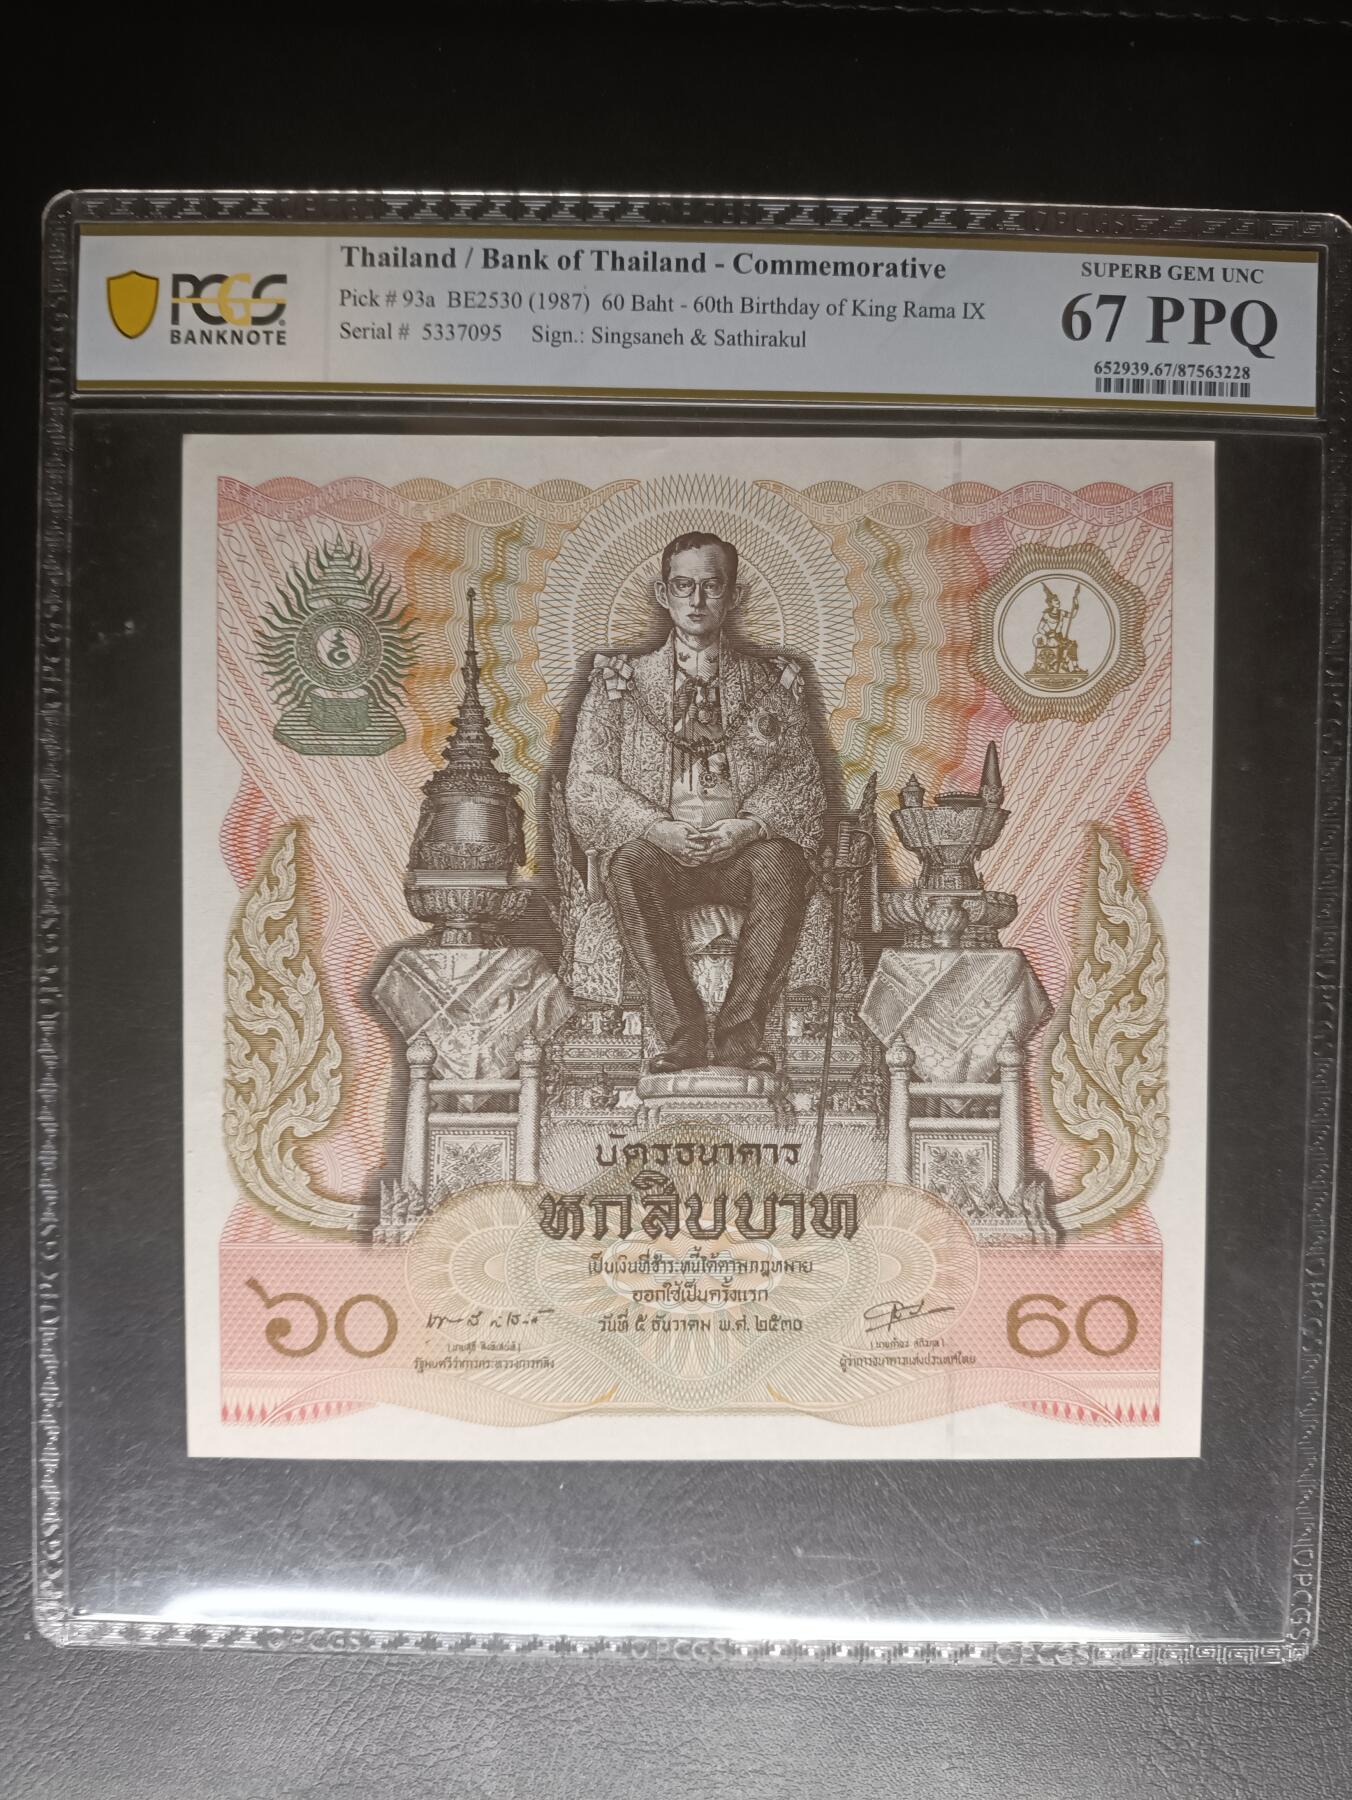 PCGS
BANKNOTE
Thailand / Bank of Thailand - Commemorative
Pick # 93a BE2530 (1987) 60 Baht - 60th Birthday of King Rama IX
Serial # 5337095 Sign.: Singsaneh & Sathirakul
SUPERB GEM UNC
67 PPQ
652939.67/87563228
บัตรธนาคาร
หกสิบบาท
เป็นเงินที่ชำระหนี้ได้ตามกฎหมาย
ออกใช้เป็นครั้งแรก
วันที่ ๕ ธันวาคม พ.ศ. ๒๕๓๐
๖๐
รัฐมนตรีว่าการกระทรวงการคลัง
ผู้ว่าการธนาคารแห่งประเทศไทย
60
PCGS PCGS PCGS